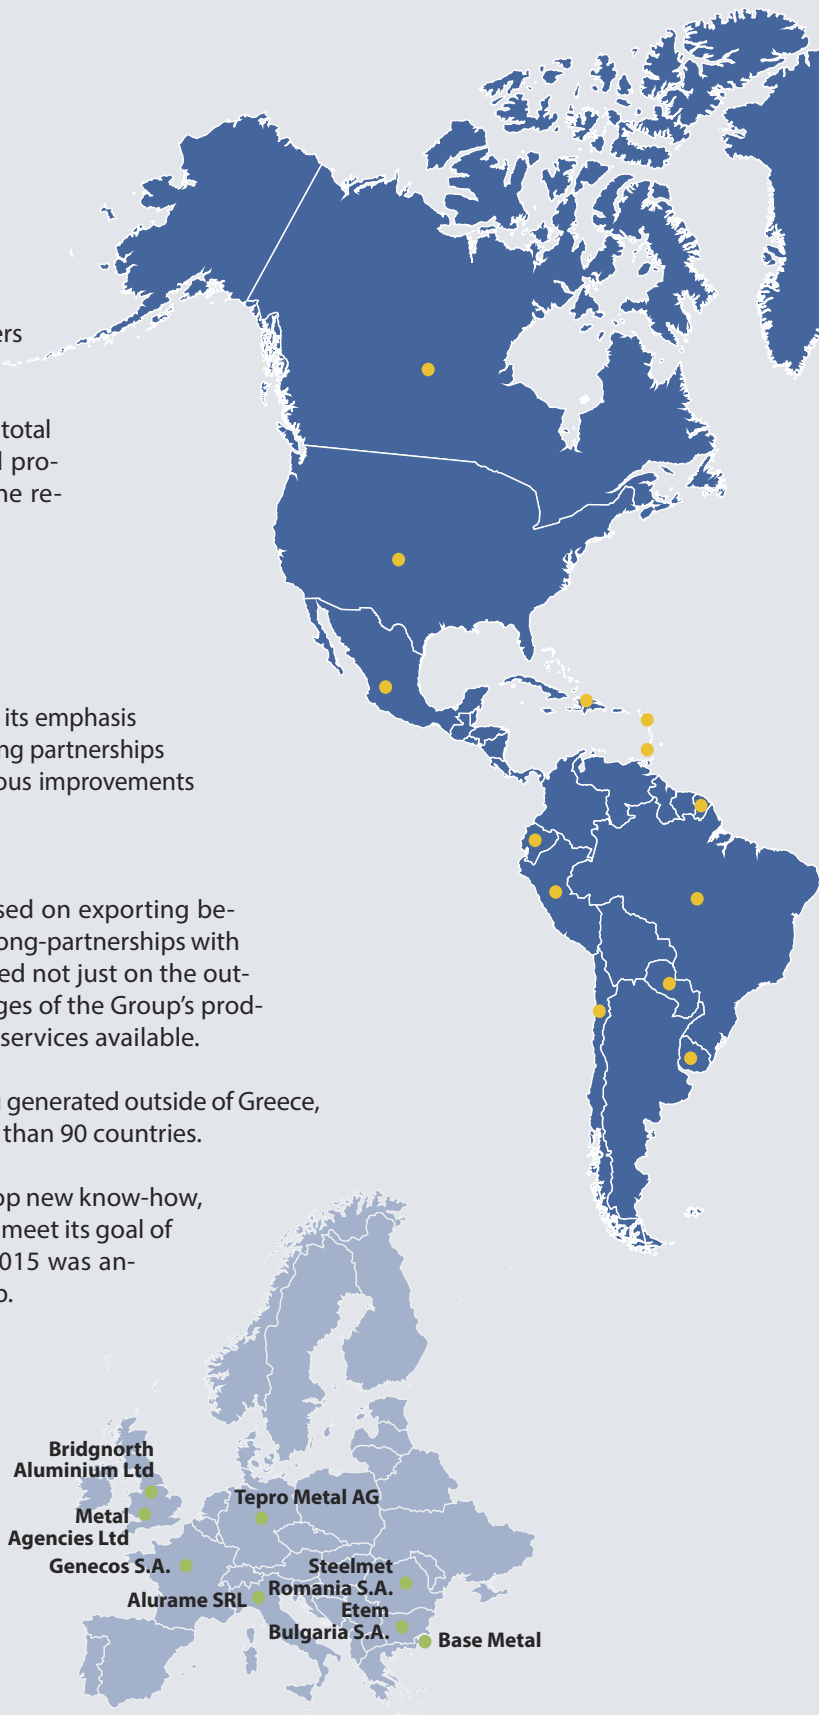 ers
total
l pro-
ne re-
its emphasis
ng partnerships
ous improvements
sed on exporting be-
ong-partnerships with
ed not just on the out-
ges of the Group's prod-
services available.
g generated outside of Greece,
than 90 countries.
op new know-how,
meet its goal of
015 was an-
p.
Bridgnorth
Aluminium Ltd
Metal
Agencies Ltd
Genecos S.A.
Alurame SRL
Tepro Metal AG
Steelmet
Romania S.A.
Etem
Bulgaria S.A.
Base Metal